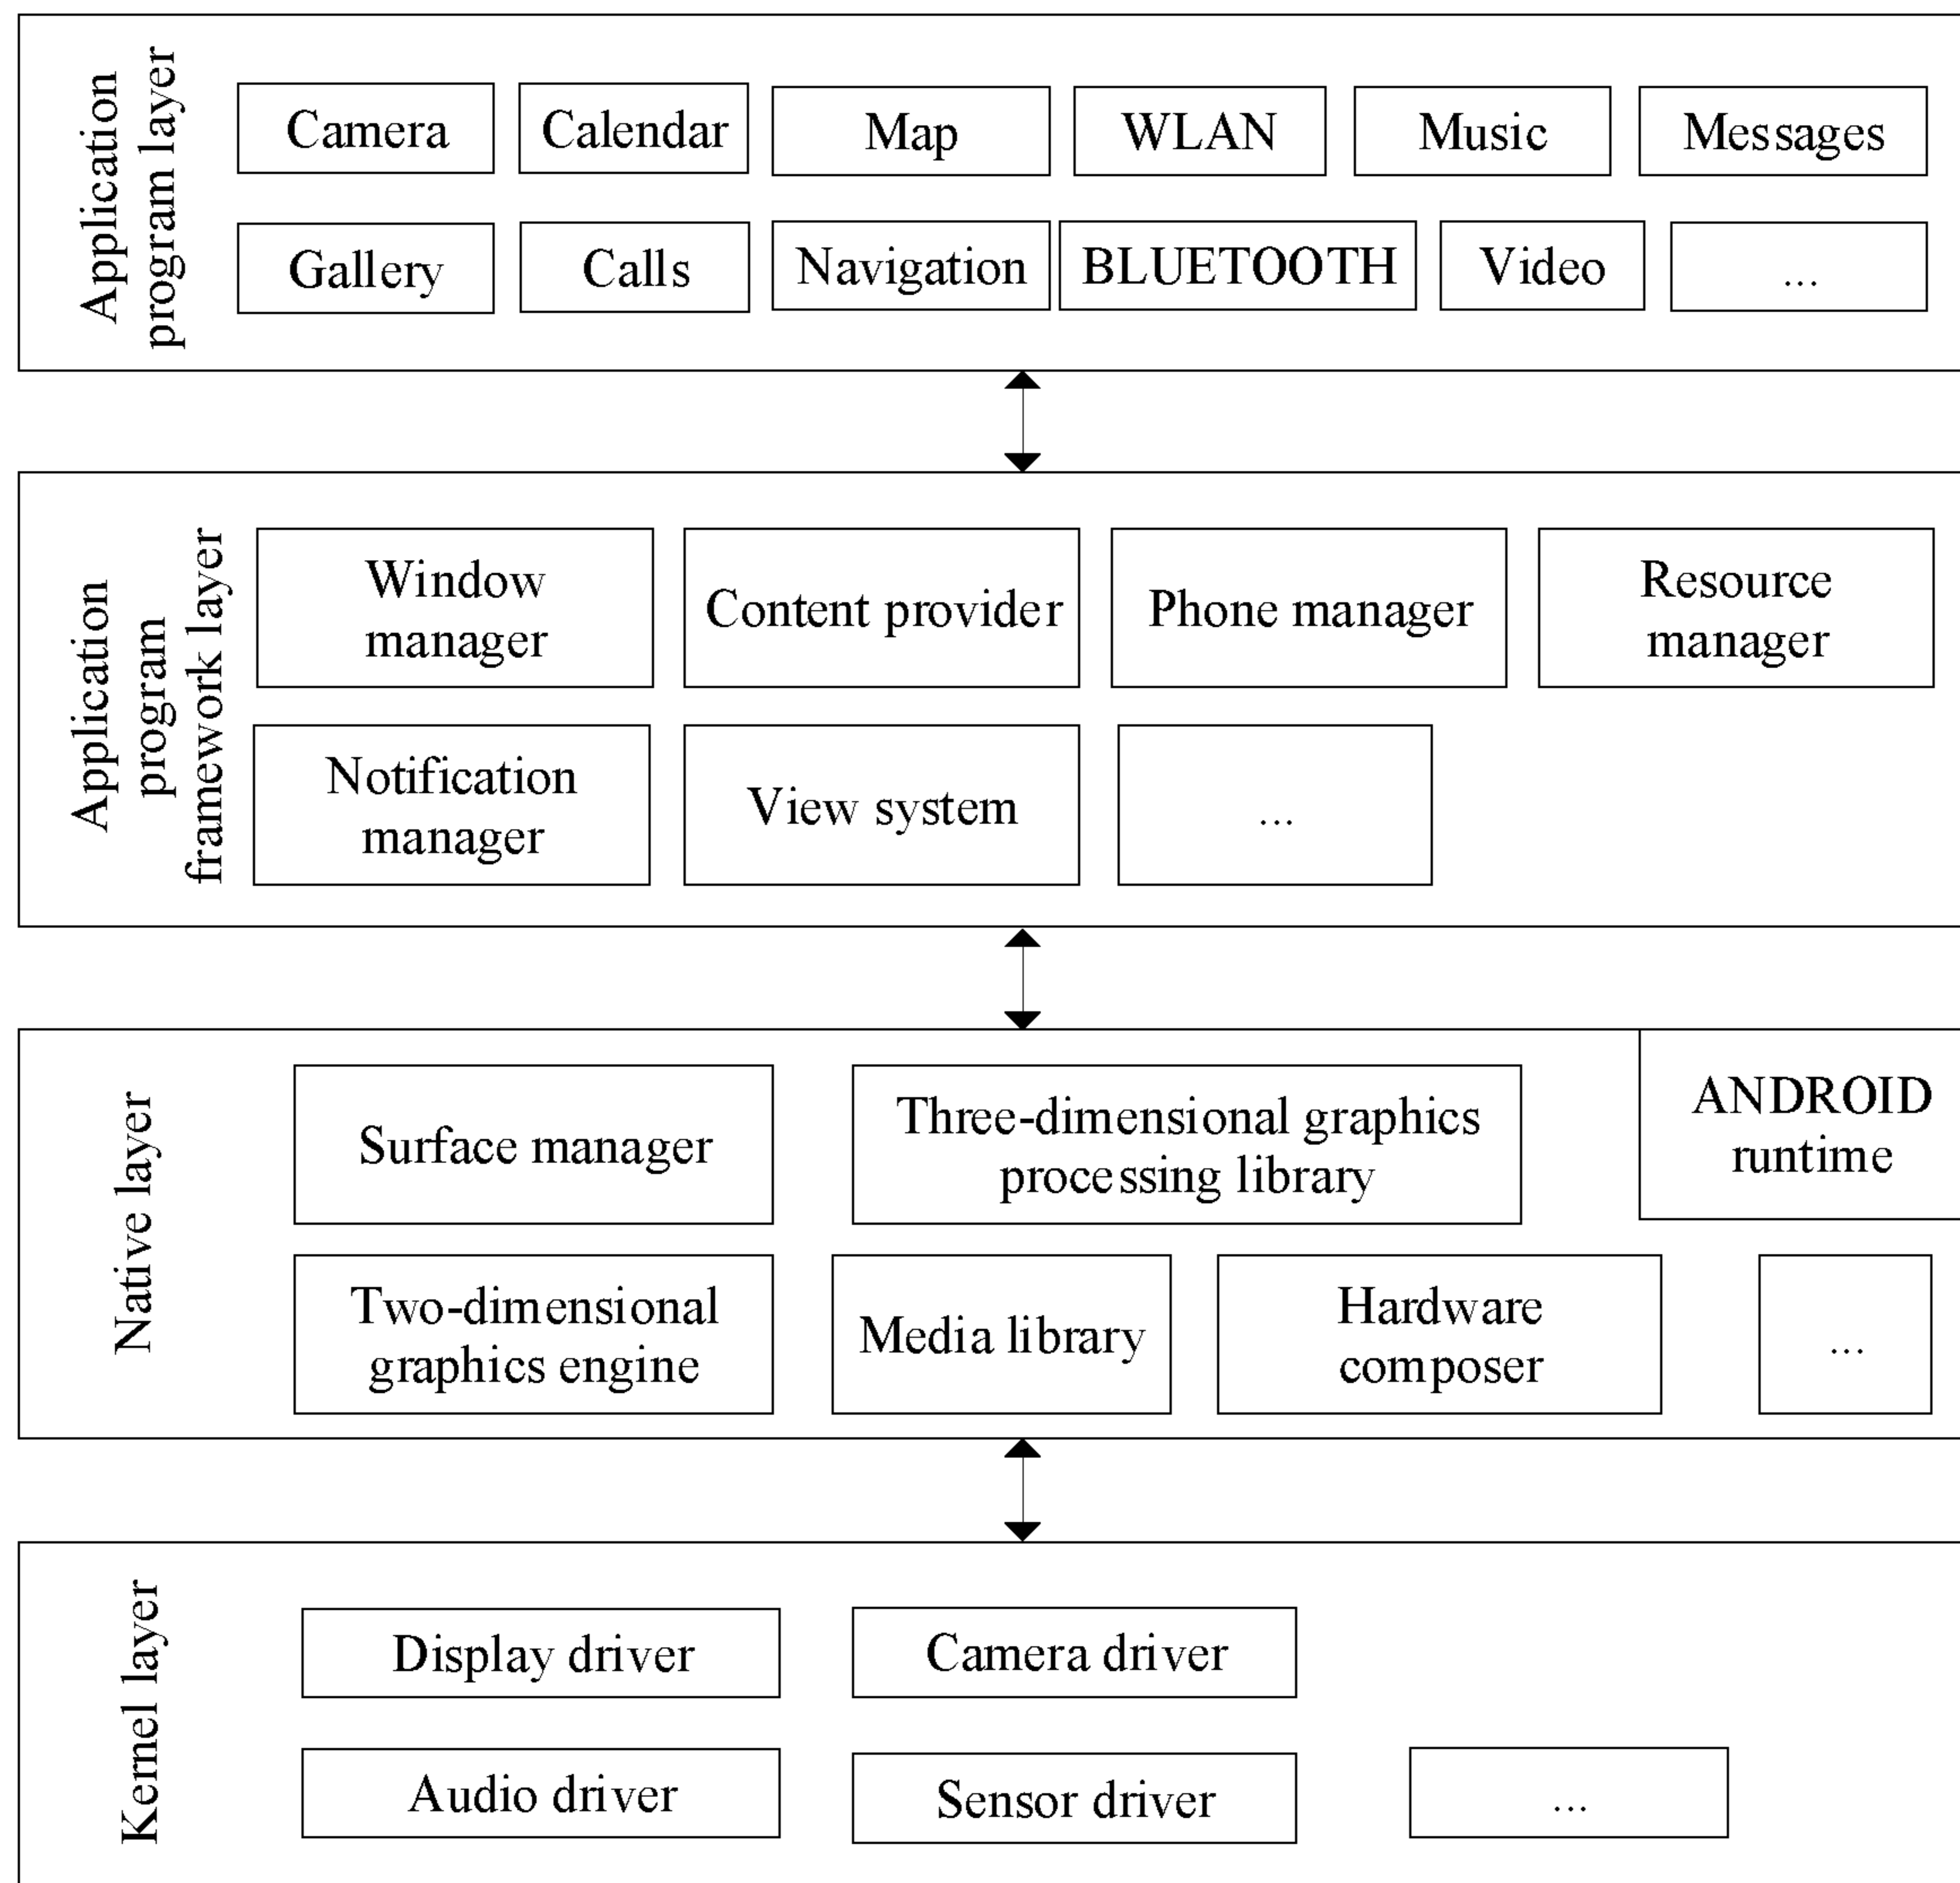 Application
program layer
Camera
Calendar
Map
WLAN
Music
Messages
Gallery
Calls
Navigation
BLUETOOTH
Video
...
Application
program
framework layer
Window
manager
Content provider
Phone manager
Resource
manager
Notification
manager
View system
...
Native layer
Surface manager
Three-dimensional graphics
processing library
ANDROID
runtime
Two-dimensional
graphics engine
Media library
Hardware
composer
...
Kernel layer
Display driver
Camera driver
Audio driver
Sensor driver
...